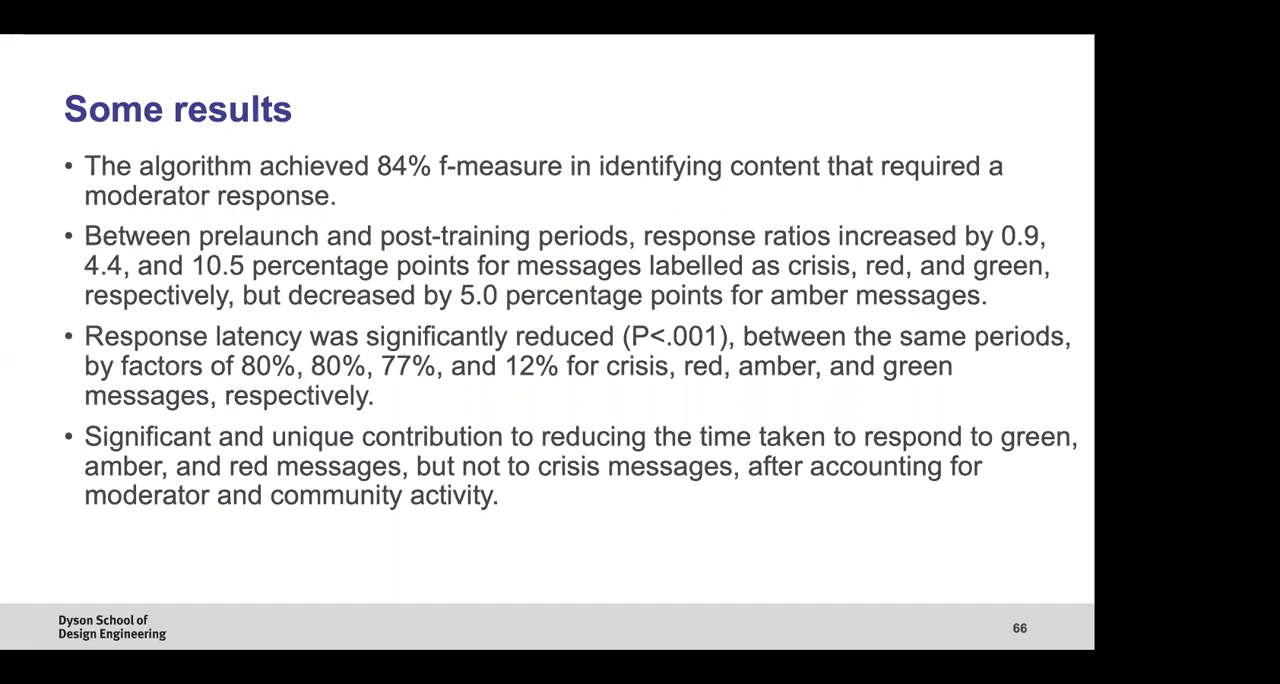 Some results
• The algorithm achieved 84% f-measure in identifying content that required a
moderator response.
• Between prelaunch and post-training periods, response ratios increased by 0.9,
4.4, and 10.5 percentage points for messages labelled as crisis, red, and green,
respectively, but decreased by 5.0 percentage points for amber messages.
• Response latency was significantly reduced (P<.001), between the same periods,
by factors of 80%, 80%, 77%, and 12% for crisis, red, amber, and green
messages, respectively.
• Significant and unique contribution to reducing the time taken to respond to green,
amber, and red messages, but not to crisis messages, after accounting for
moderator and community activity.
Dyson School of
Design Engineering
66